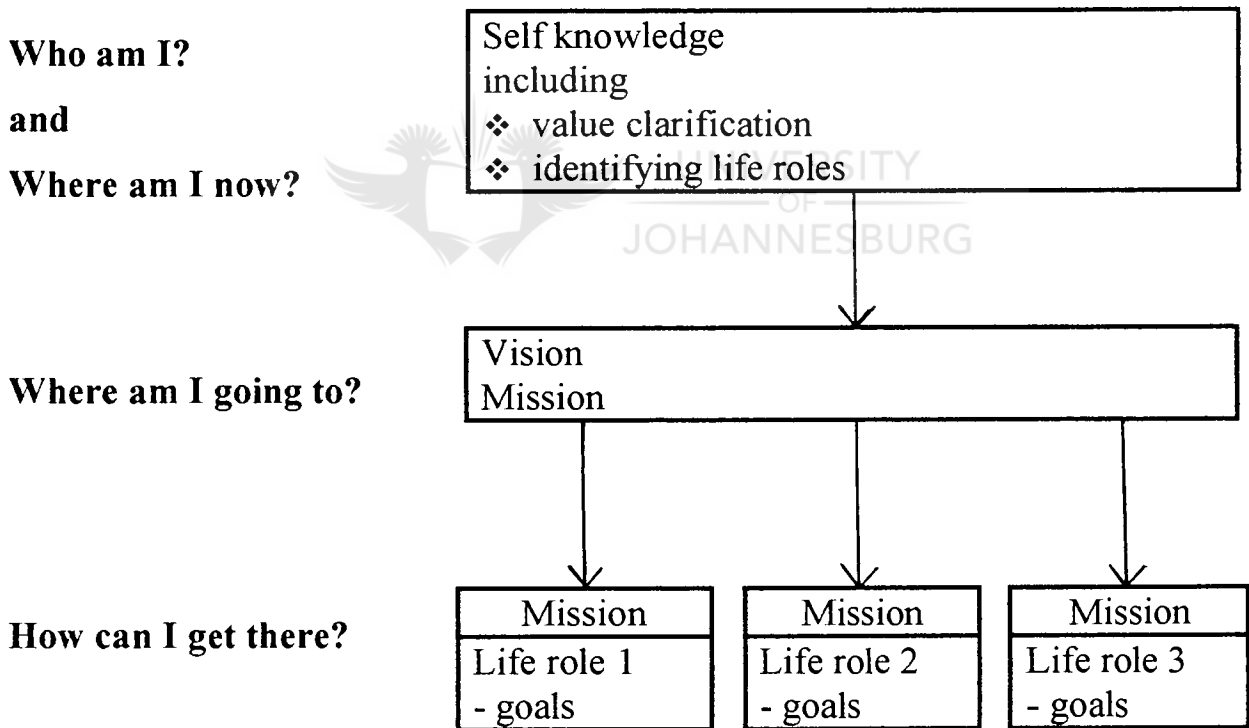 Who am I?
and
Where am I now?
Self knowledge
including
❖ value clarification
❖ identifying life roles
UNIVERSITY
OF
JOHANNESBURG
Where am I going to?
Vision
Mission
How can I get there?
Mission
Life role 1
- goals
Mission
Life role 2
- goals
Mission
Life role 3
- goals